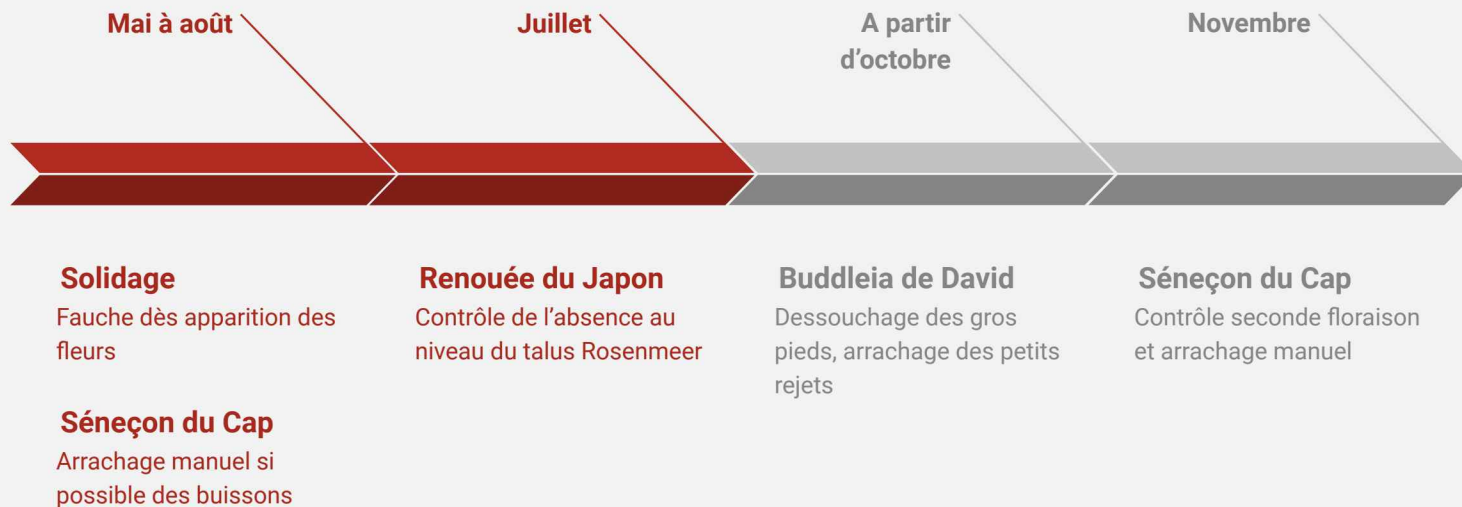 Mai à août
Juillet
A partir
d’octobre
Novembre
Solidage
Fauche dès apparition des
fleurs
Séneçon du Cap
Arrachage manuel si
possible des buissons
Renouée du Japon
Contrôle de l’absence au
niveau du talus Rosenmeer
Buddleia de David
Dessouchage des gros
pieds, arrachage des petits
rejets
Séneçon du Cap
Contrôle seconde floraison
et arrachage manuel